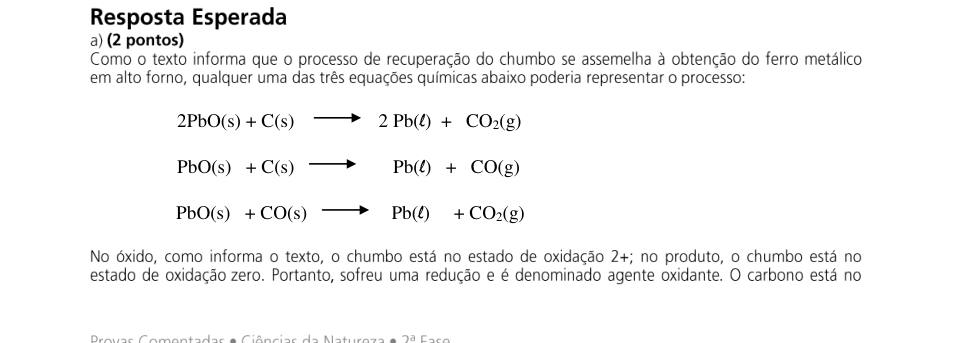 Resposta Esperada
a) (2 pontos)
Como o texto informa que o processo de recuperação do chumbo se assemelha à obtenção do ferro metálico
em alto forno, qualquer uma das três equações químicas abaixo poderia representar o processo:
2PbO(s) + C(s) ⟶ 2 Pb(ℓ) + CO₂(g)
PbO(s) + C(s) ⟶ Pb(ℓ) + CO(g)
PbO(s) + CO(s) ⟶ Pb(ℓ) + CO₂(g)
No óxido, como informa o texto, o chumbo está no estado de oxidação 2+; no produto, o chumbo está no
estado de oxidação zero. Portanto, sofreu uma redução e é denominado agente oxidante. O carbono está no
Provas Comentadas • Ciências da Natureza • 2ª Fase